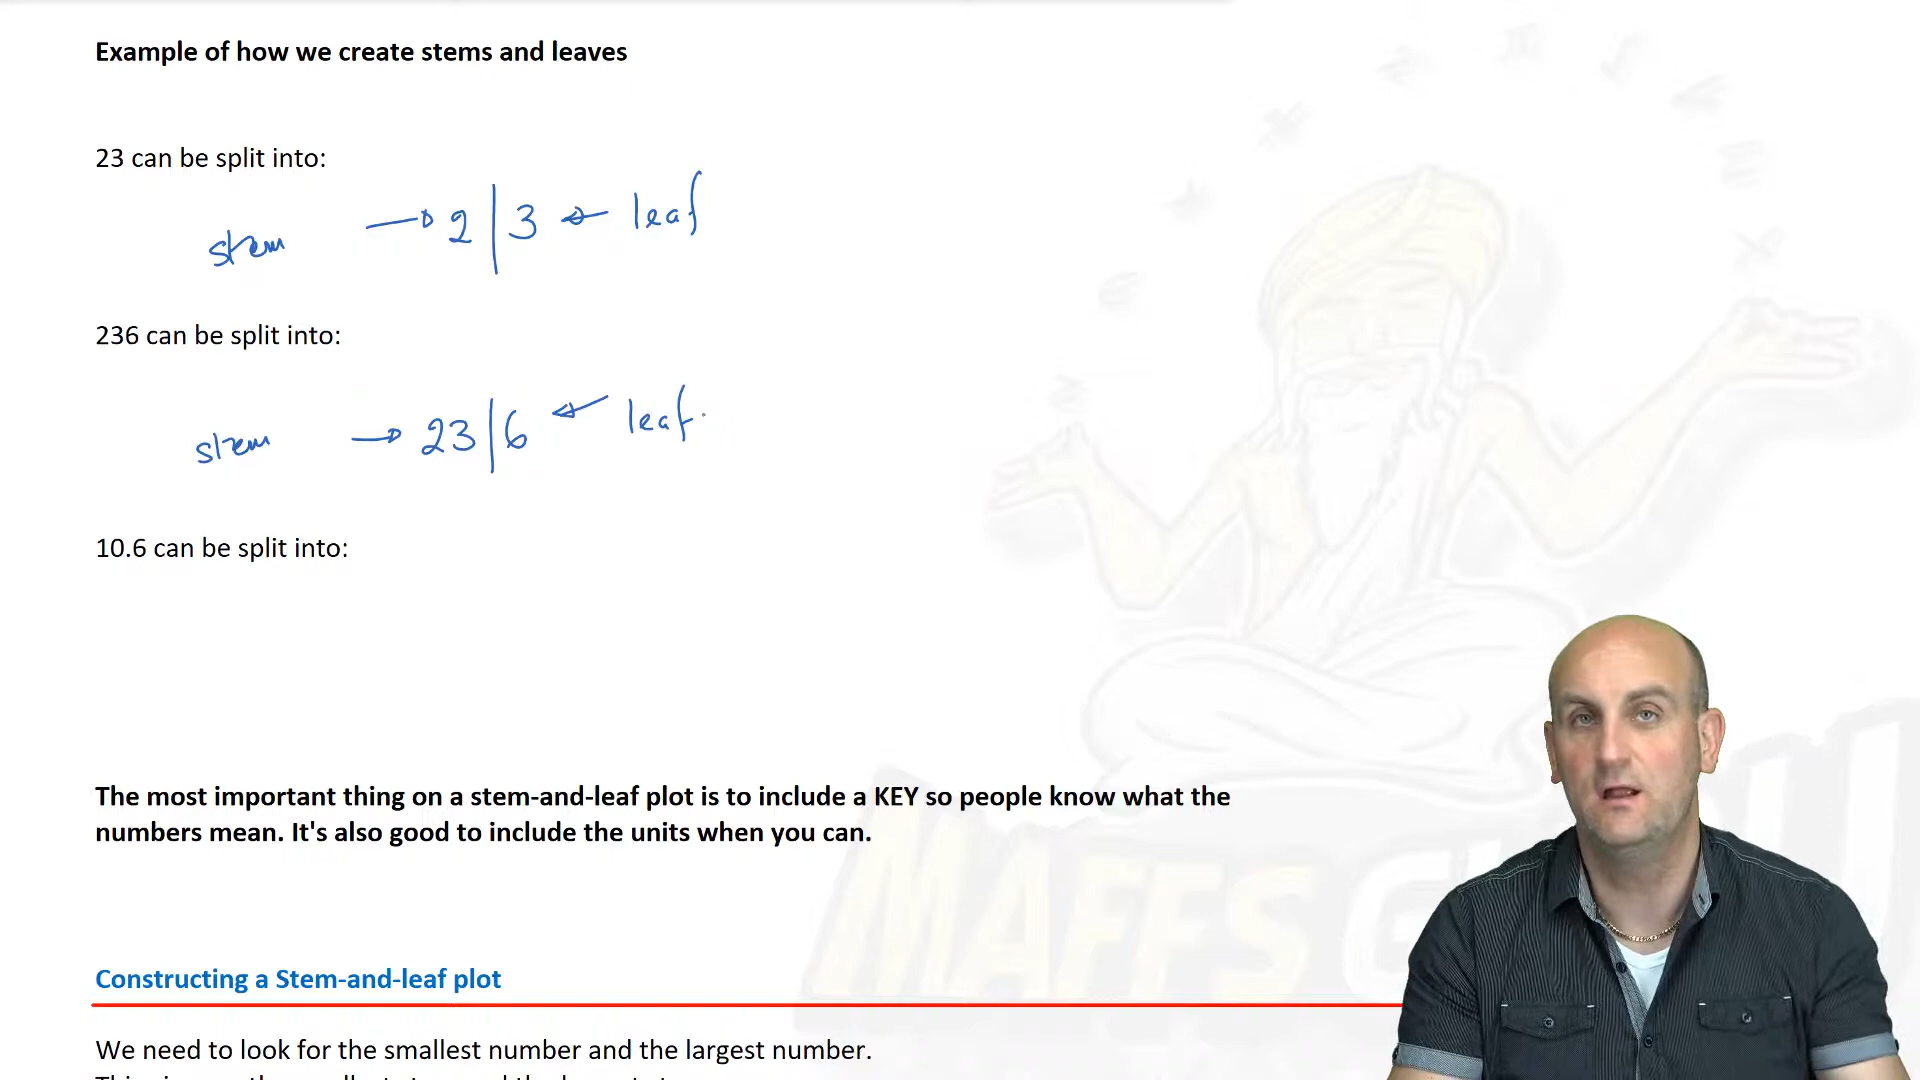 Example of how we create stems and leaves
23 can be split into:
stem → 2 | 3 ← leaf
236 can be split into:
stem → 23 | 6 ← leaf
10.6 can be split into:
The most important thing on a stem-and-leaf plot is to include a KEY so people know what the
numbers mean. It's also good to include the units when you can.
MAFFS G
Constructing a Stem-and-leaf plot
We need to look for the smallest number and the largest number.